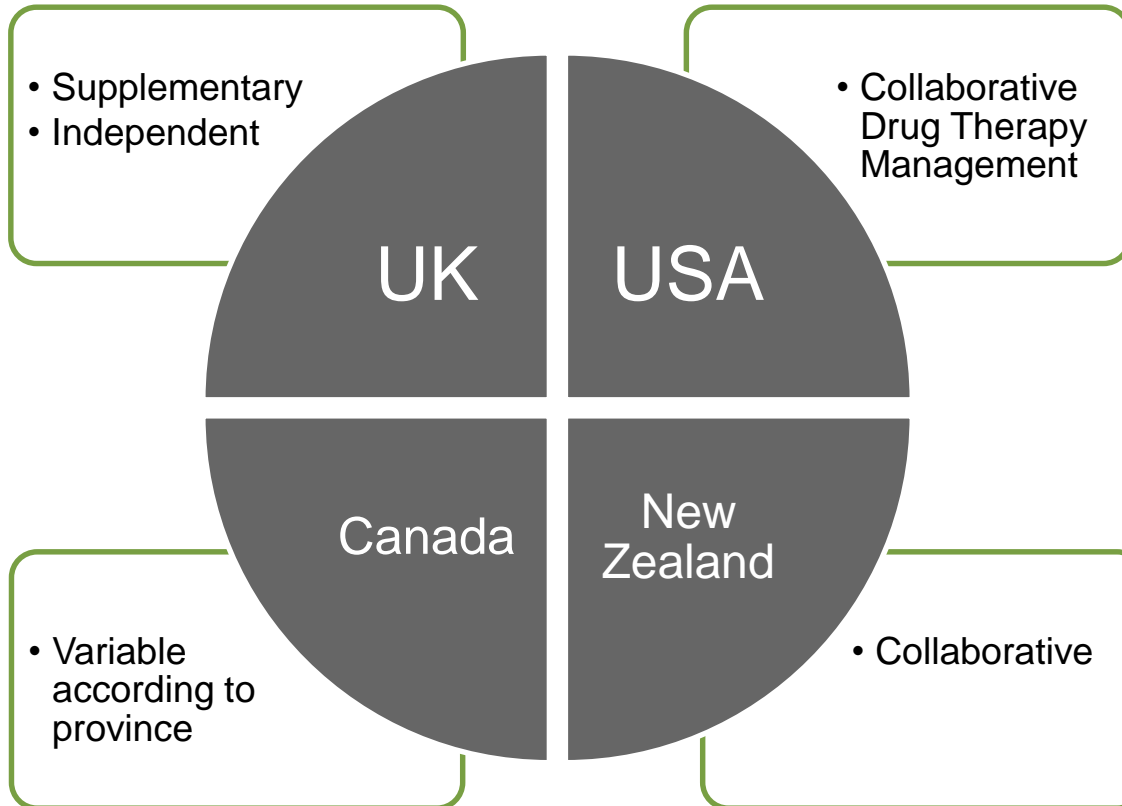 • Supplementary
• Independent
• Collaborative
Drug Therapy
Management
UK
USA
Canada
New
Zealand
• Variable
according to
province
• Collaborative